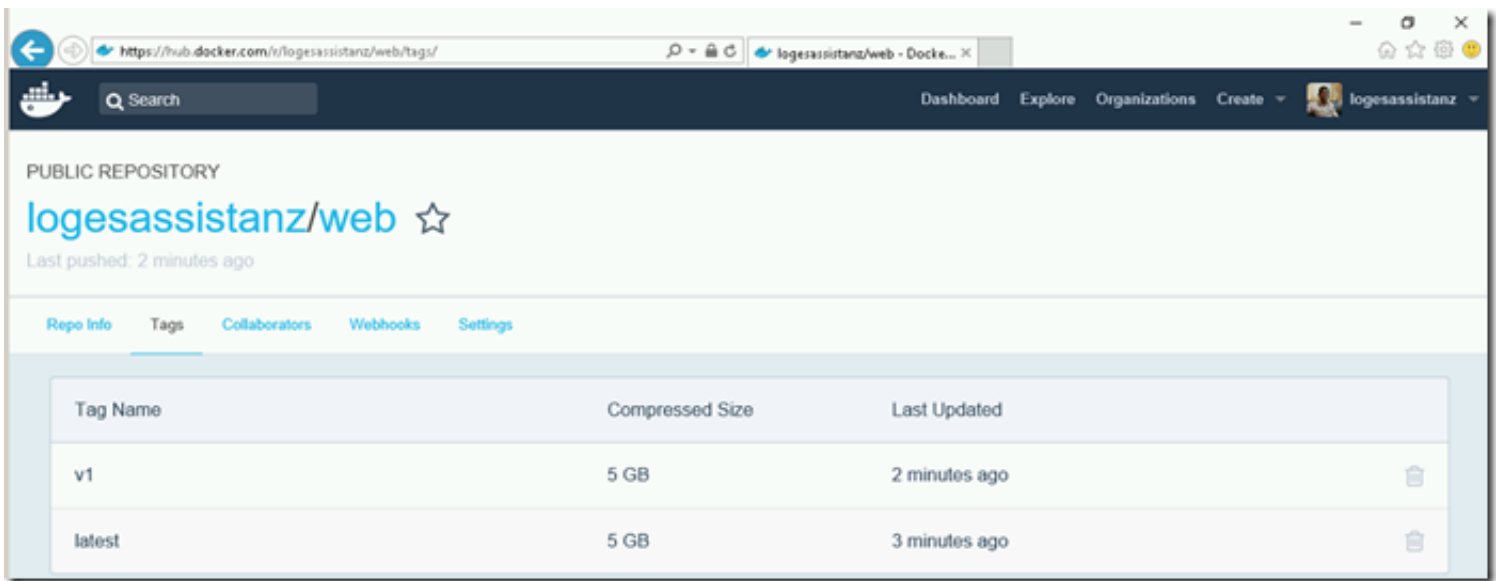 https://hub.docker.com/r/logesassistanz/web/tags/ logesassistanz/web - Docke...
Search Dashboard Explore Organizations Create logesassistanz
PUBLIC REPOSITORY
logesassistanz/web
Last pushed: 2 minutes ago
Repo Info Tags Collaborators Webhooks Settings
Tag Name Compressed Size Last Updated
v1 5 GB 2 minutes ago
latest 5 GB 3 minutes ago